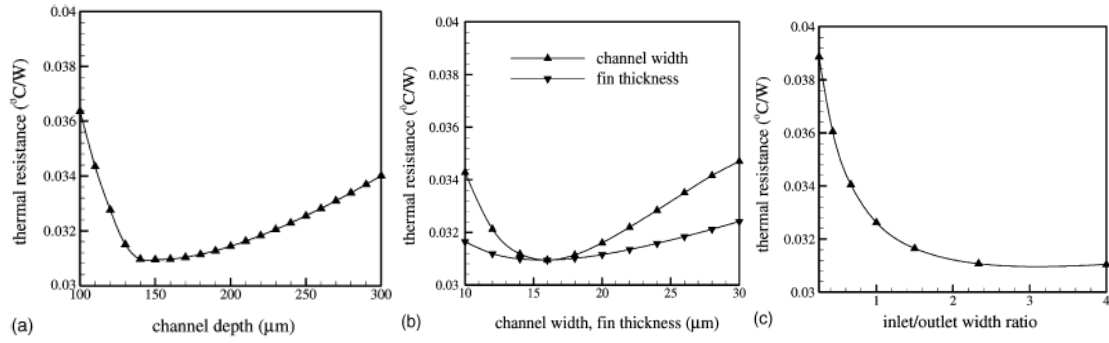 0.04
0.038
0.036
0.034
0.032
0.03
thermal resistance (⁰C/W)
100
150
200
250
300
channel depth (μm)
(a)
0.04
0.038
0.036
0.034
0.032
0.03
thermal resistance (⁰C/W)
channel width
fin thickness
10
15
20
25
30
channel width, fin thickness (μm)
(b)
0.04
0.038
0.036
0.034
0.032
0.03
thermal resistance (⁰C/W)
1
2
3
4
inlet/outlet width ratio
(c)